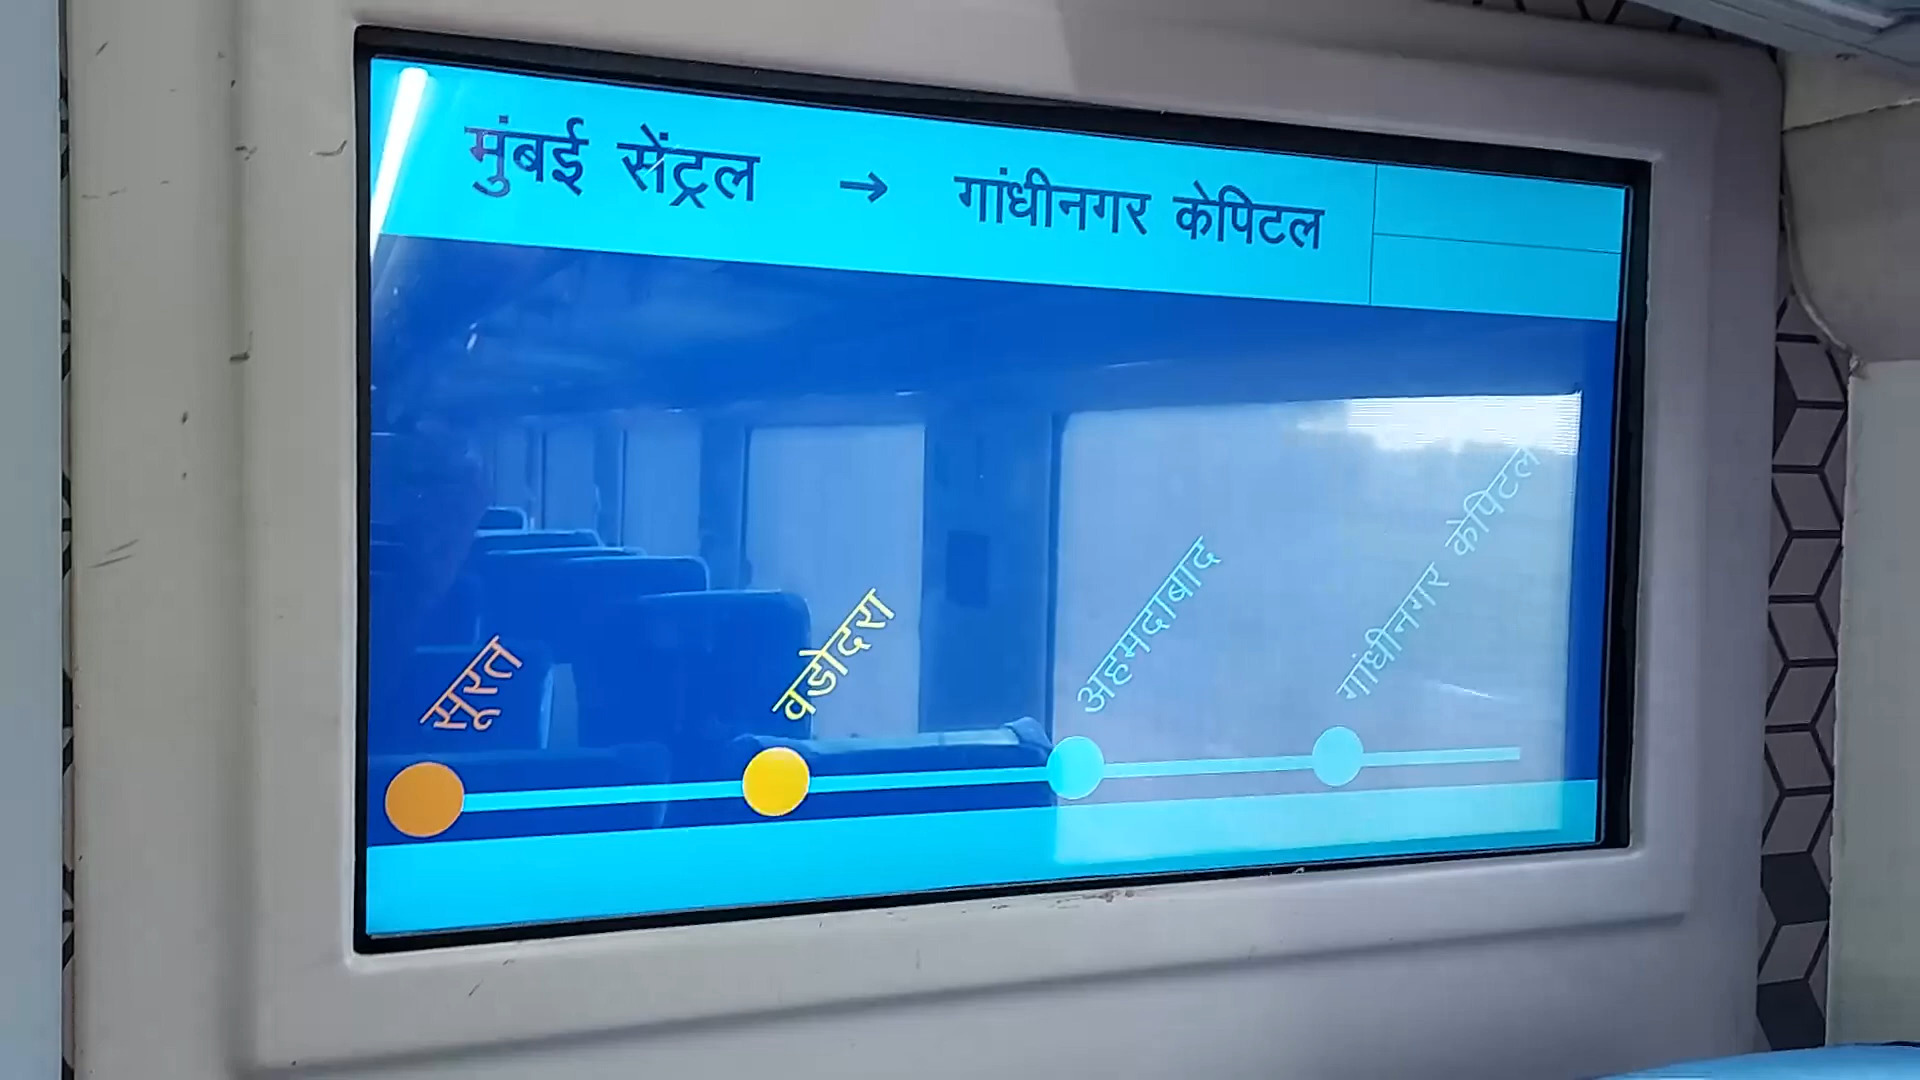 मुंबई सेंट्रल → गांधीनगर केपिटल
सूरत
वडोदरा
अहमदाबाद
गांधीनगर केपिटल